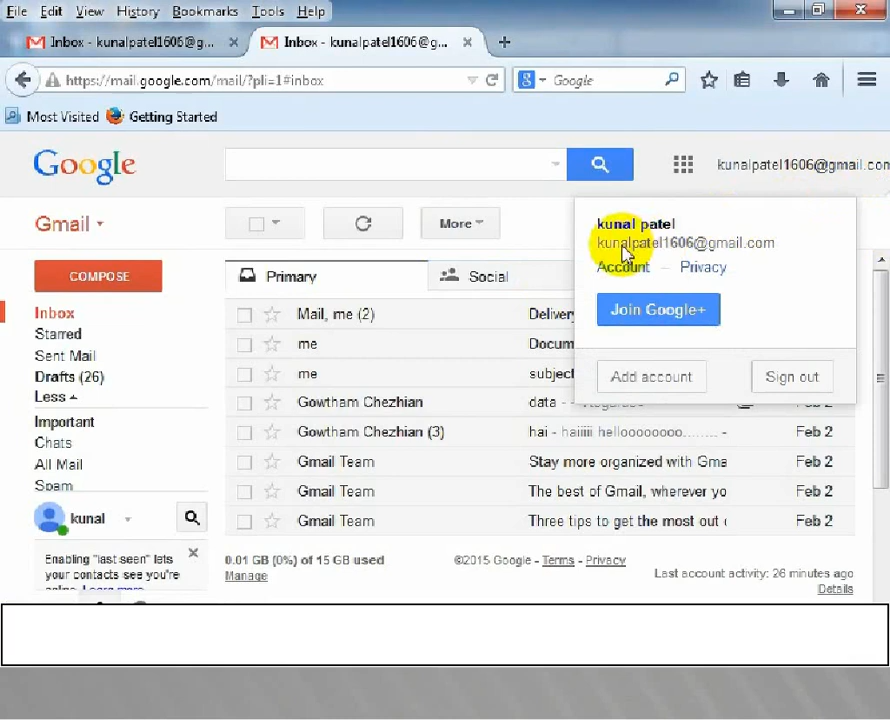 File Edit View History Bookmarks Tools Help
Inbox - kunalpatel1606@g... Inbox - kunalpatel1606@g...
https://mail.google.com/mail/?pli=1#inbox Google
Most Visited Getting Started
Google kunalpatel1606@gmail.con
Gmail More
kunal patel
kunalpatel1606@gmail.com
Account – Privacy
Join Google+
Add account Sign out
COMPOSE
Inbox
Starred
Sent Mail
Drafts (26)
Less
Important
Chats
All Mail
Spam
kunal
Enabling "last seen" lets
your contacts see you're
online. Learn more
Primary Social
Mail, me (2) Delivery
me Docum
me subject
Gowtham Chezhian data - Regards Feb 2
Gowtham Chezhian (3) hai - haiiiii hellooooooo........ - Feb 2
Gmail Team Stay more organized with Gma Feb 2
Gmail Team The best of Gmail, wherever yo Feb 2
Gmail Team Three tips to get the most out Feb 2
0.01 GB (0%) of 15 GB used
Manage
©2015 Google - Terms - Privacy
Last account activity: 26 minutes ago
Details